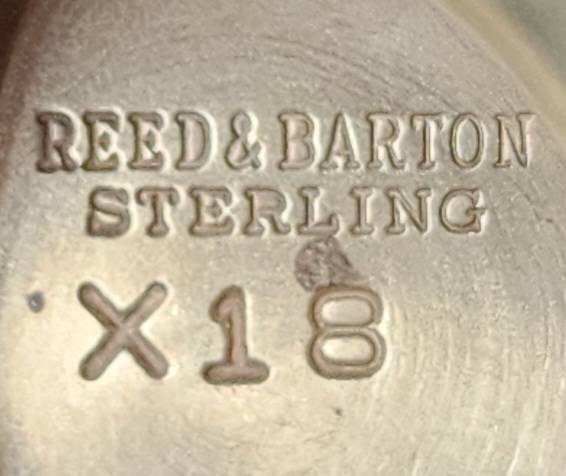 REED & BARTON
STERLING
X18